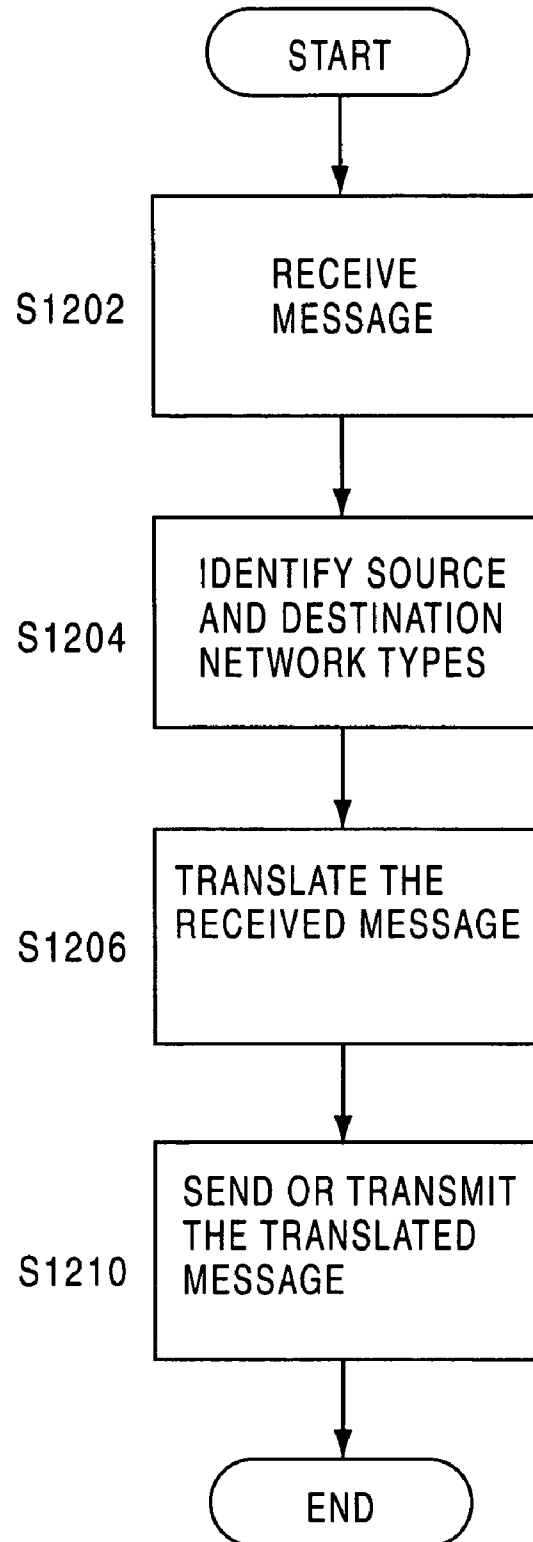 START
S1202
RECEIVE
MESSAGE
S1204
IDENTIFY SOURCE
AND DESTINATION
NETWORK TYPES
S1206
TRANSLATE THE
RECEIVED MESSAGE
S1210
SEND OR TRANSMIT
THE TRANSLATED
MESSAGE
END